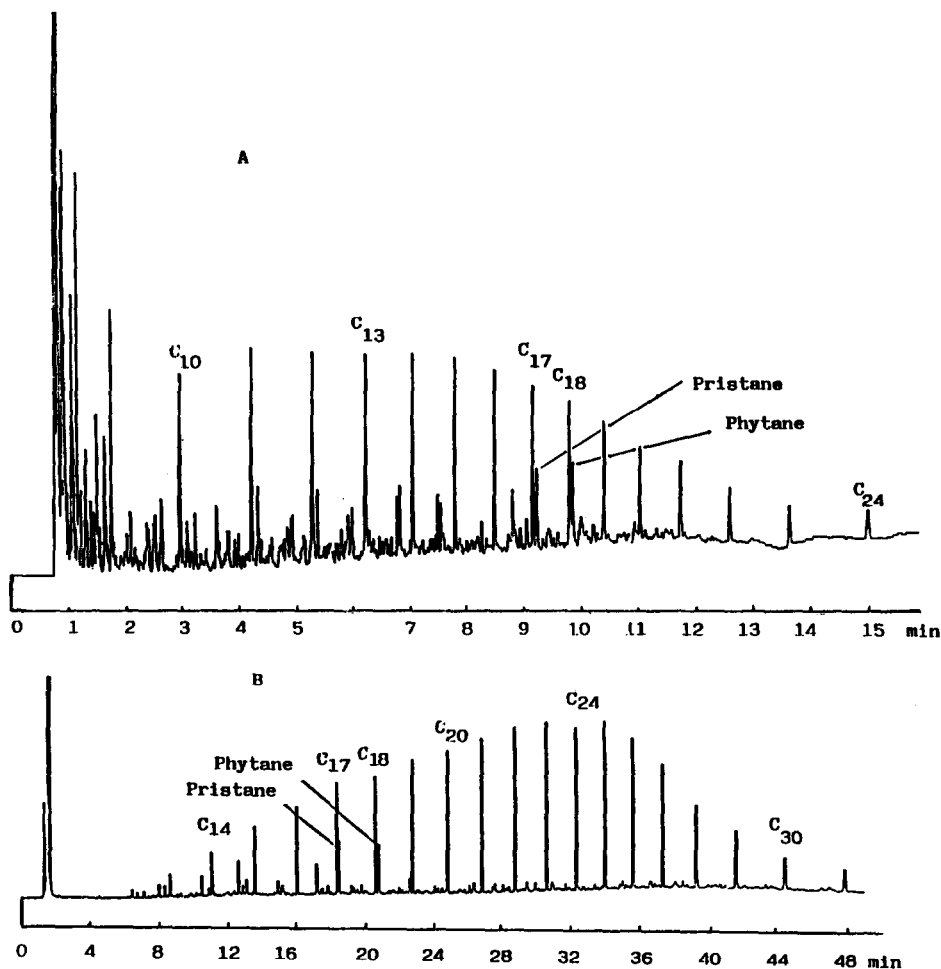 A
C13
C10
C17
C18
Pristane
Phytane
C24
0 1 2 3 4 5 7 8 9 10 11 12 13 14 15 min
B
C24
C20
Phytane
C17 C18
Pristane
C14
C30
0 4 8 12 16 20 24 28 32 36 40 44 48 min